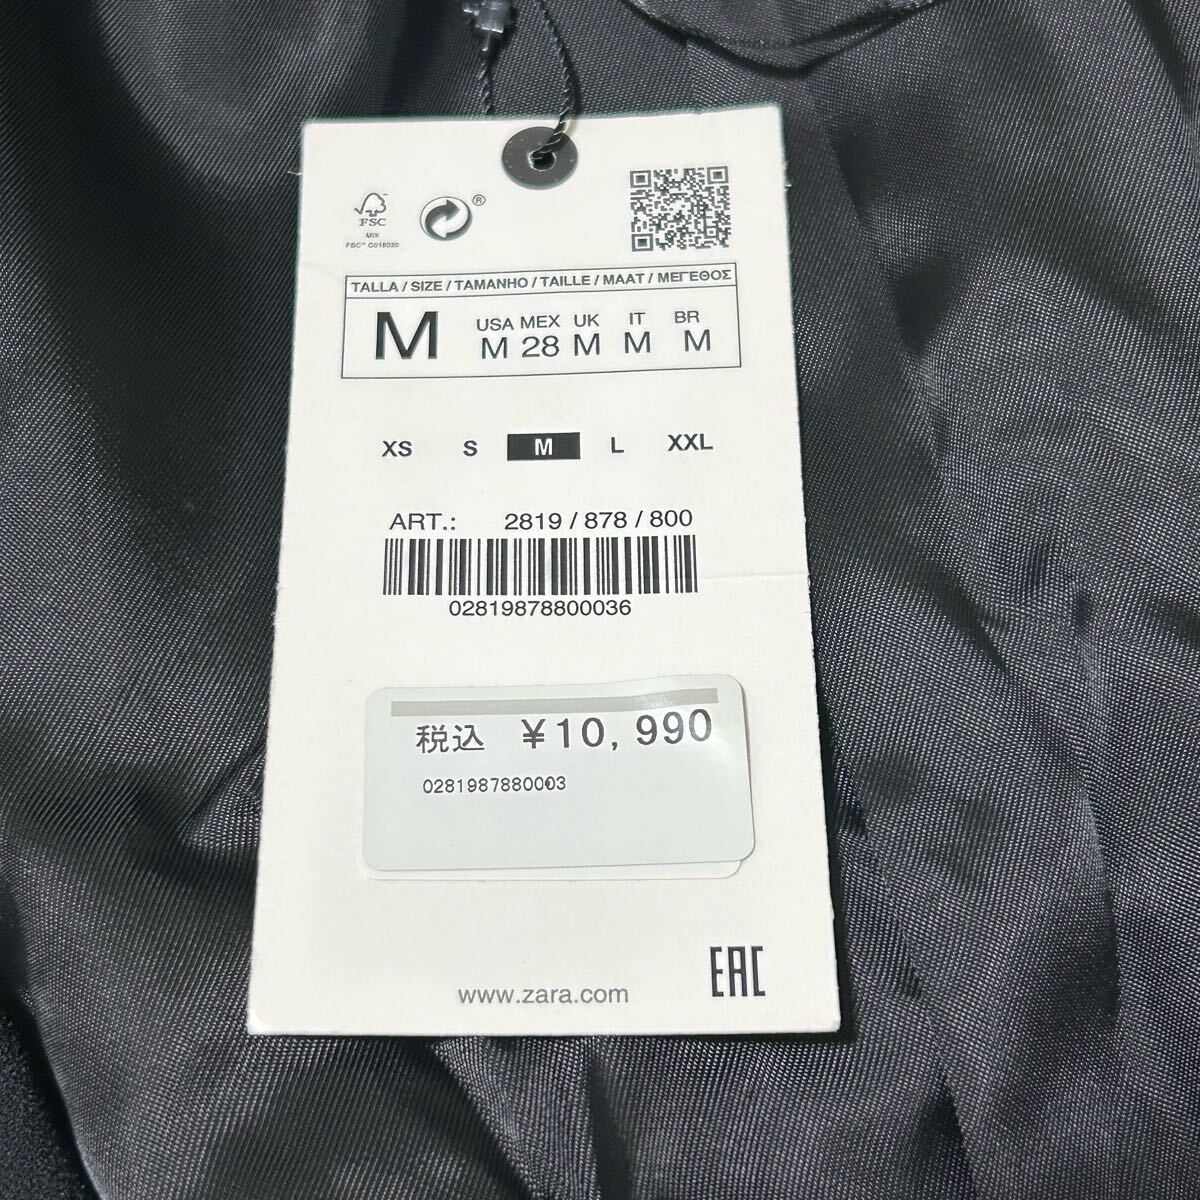 FSC
MIX
FSC™ C018020
®
TALLA / SIZE / TAMANHO / TAILLE / MAAT / ΜΕΓΕΘΟΣ
USA MEX UK IT BR
M M 28 M M M
XS S M L XXL
ART.: 2819 / 878 / 800
02819878800036
税込 ¥10,990
0281987880003
www.zara.com
EAC